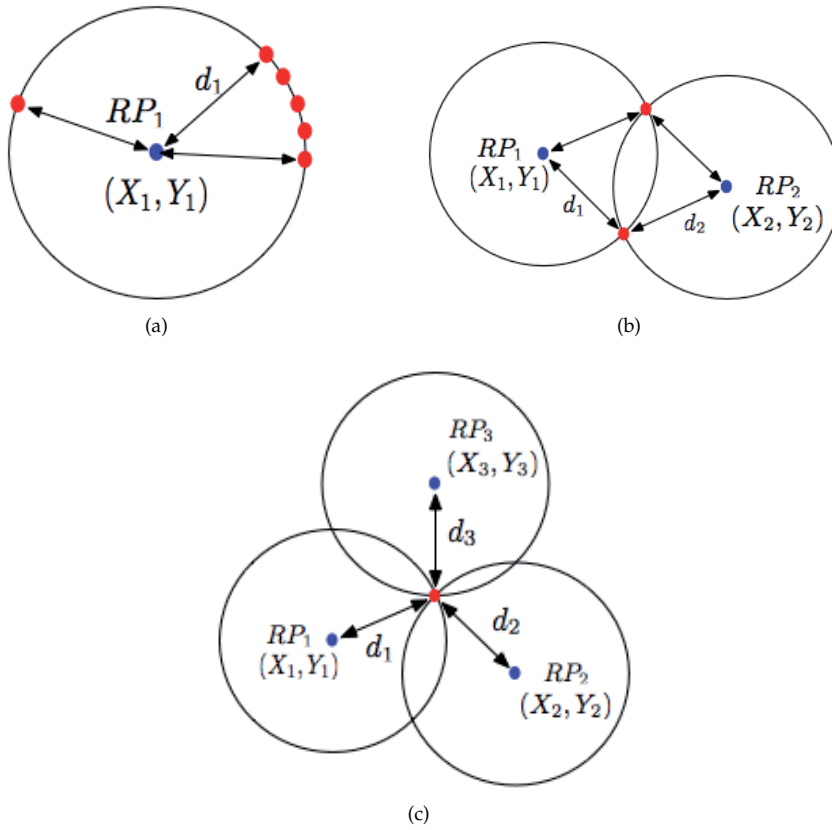 d₁
RP₁
(X₁, Y₁)
(a)
RP₁
(X₁, Y₁)
d₁
d₂
RP₂
(X₂, Y₂)
(b)
RP₃
(X₃, Y₃)
d₃
RP₁
(X₁, Y₁)
d₁
d₂
RP₂
(X₂, Y₂)
(c)